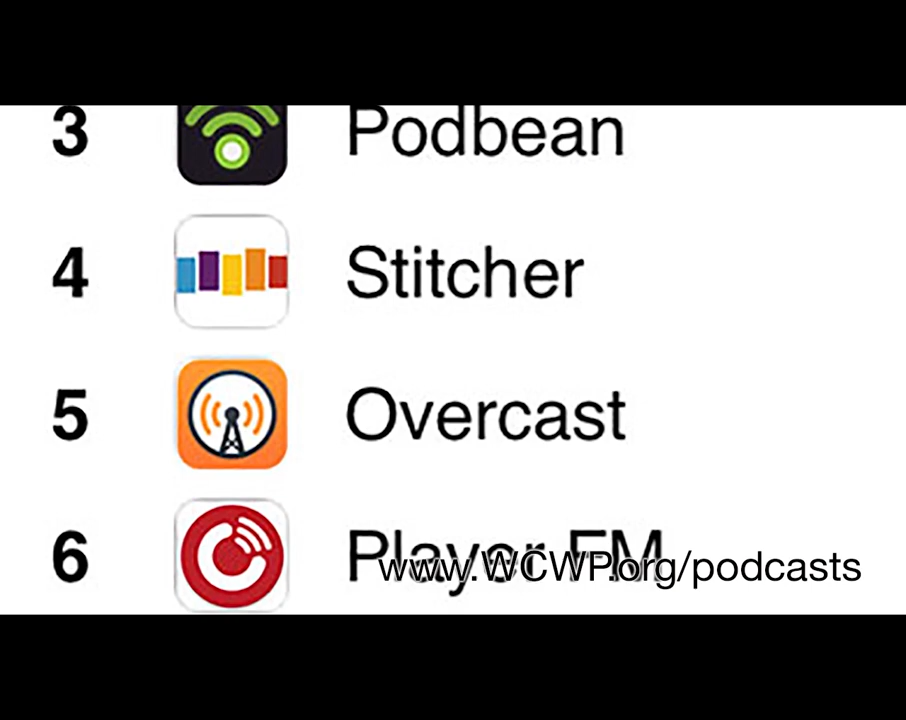 3 Podbean
4 Stitcher
5 Overcast
6 Player FM
www.WCWP.org/podcasts